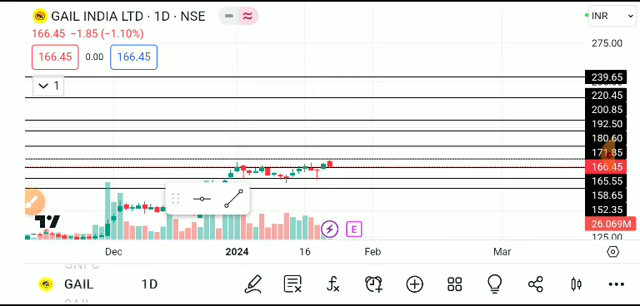 GAIL INDIA LTD · 1D · NSE
INR
166.45 −1.85 (−1.10%)
166.45 0.00 166.45
1
275.00
239.65
220.45
200.85
192.50
180.60
171.85
166.45
165.55
158.65
152.35
26.069M
125.00
E
Dec 2024 16 Feb Mar
GAIL 1D